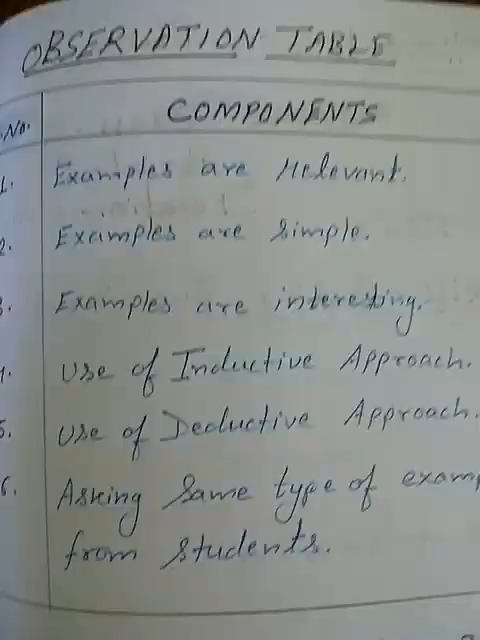 OBSERVATION TABLE
.No. COMPONENTS
1. Examples are relevant.
2. Examples are simple.
3. Examples are interesting.
4. Use of Inductive Approach.
5. Use of Deductive Approach.
6. Asking same type of examp
from students.